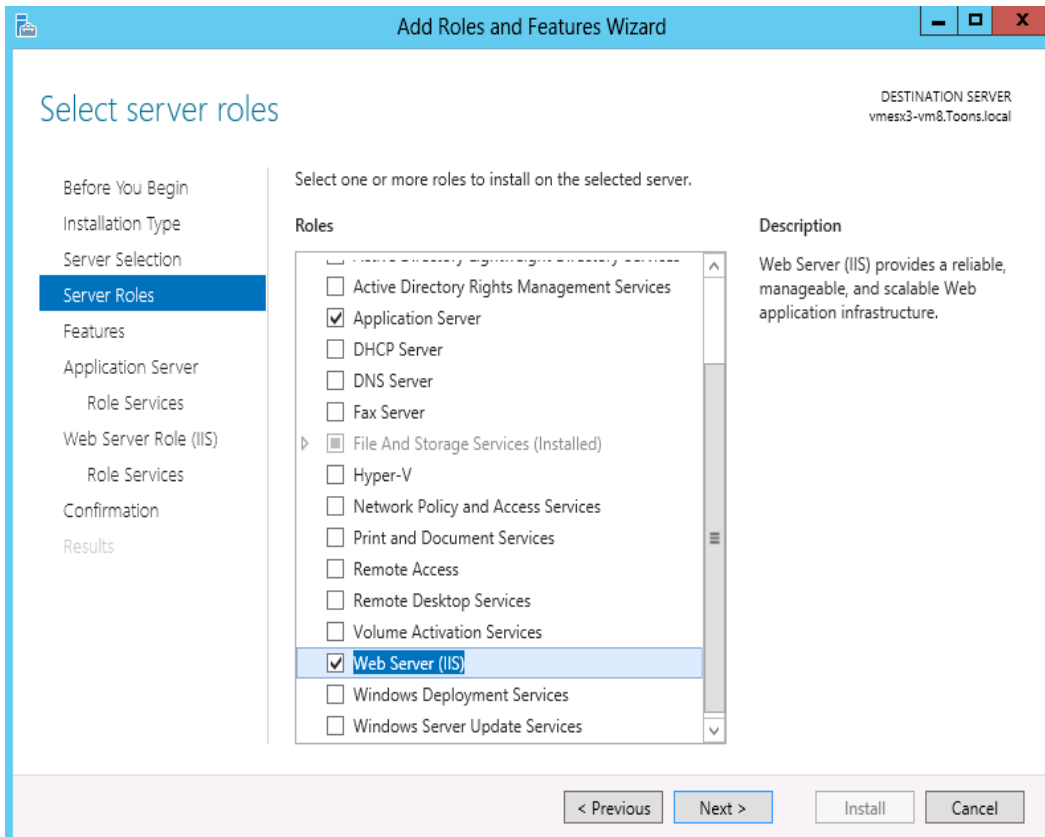 Add Roles and Features Wizard
Select server roles
DESTINATION SERVER
vmesx3-vm8.Toons.local
Before You Begin
Installation Type
Server Selection
Server Roles
Features
Application Server
Role Services
Web Server Role (IIS)
Role Services
Confirmation
Results
Select one or more roles to install on the selected server.
Roles
Active Directory Lightweight Directory Services
Active Directory Rights Management Services
Application Server
DHCP Server
DNS Server
Fax Server
File And Storage Services (Installed)
Hyper-V
Network Policy and Access Services
Print and Document Services
Remote Access
Remote Desktop Services
Volume Activation Services
Web Server (IIS)
Windows Deployment Services
Windows Server Update Services
Description
Web Server (IIS) provides a reliable,
manageable, and scalable Web
application infrastructure.
< Previous
Next >
Install
Cancel